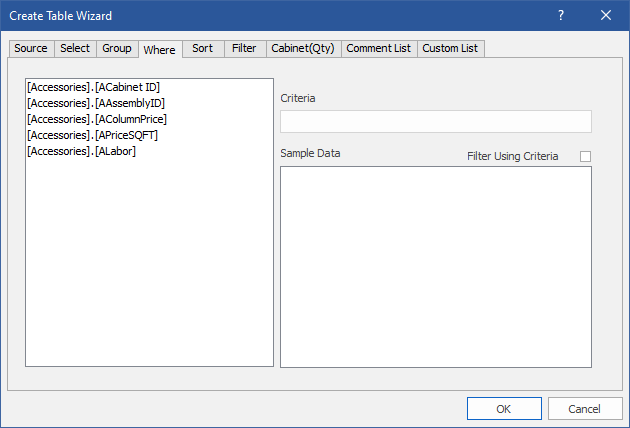 Create Table Wizard ?
Source Select Group Where Sort Filter Cabinet(Qty) Comment List Custom List
[Accessories].[ACabinet ID]
[Accessories].[AAssemblyID]
[Accessories].[AColumnPrice]
[Accessories].[APriceSQFT]
[Accessories].[ALabor]
Criteria
Sample Data Filter Using Criteria
OK Cancel